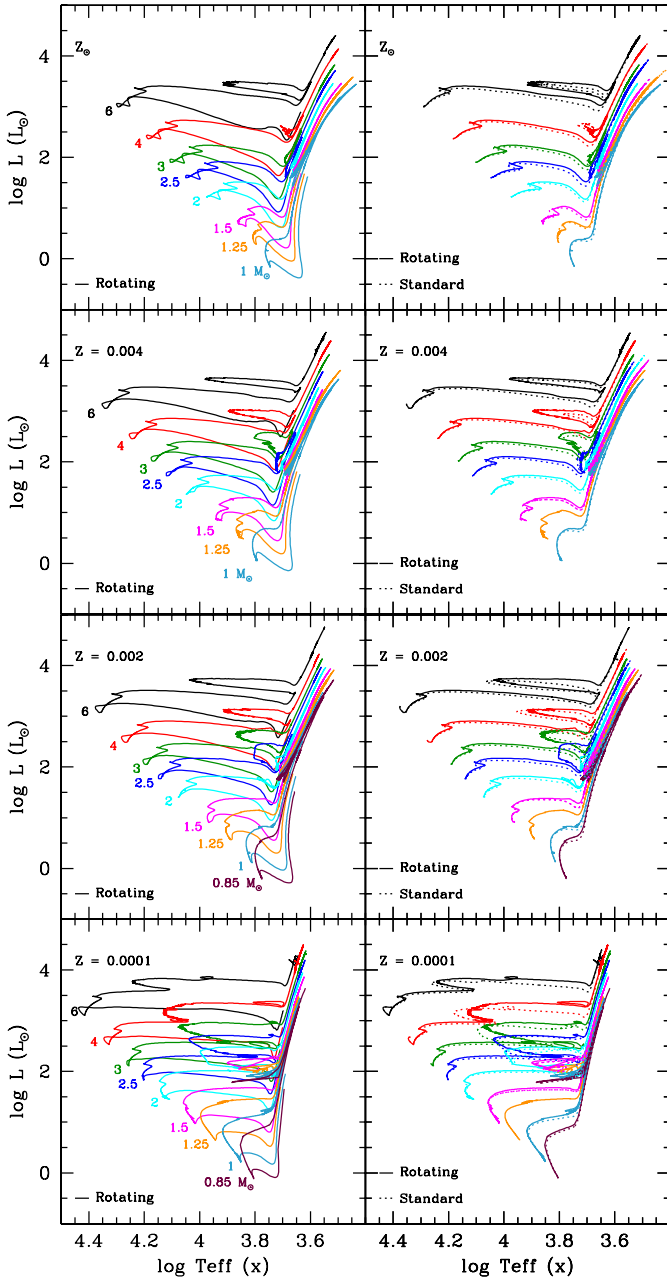 Z⊙
4
2
0
log L (L⊙)
6
4
3
2.5
2
1.5
1.25
1 M⊙
— Rotating
Z⊙
— Rotating
···· Standard
Z = 0.004
4
2
0
log L (L⊙)
6
4
3
2.5
2
1.5
1.25
1 M⊙
— Rotating
Z = 0.004
— Rotating
···· Standard
Z = 0.002
4
2
0
log L (L⊙)
6
4
3
2.5
2
1.5
1.25
1
0.85 M⊙
— Rotating
Z = 0.002
— Rotating
···· Standard
Z = 0.0001
4
2
0
log L (L⊙)
6
4
3
2.5
2
1.5
1.25
1
0.85 M⊙
— Rotating
Z = 0.0001
— Rotating
···· Standard
4.4 4.2 4 3.8 3.6
4.4 4.2 4 3.8 3.6
log Teff (x)
log Teff (x)